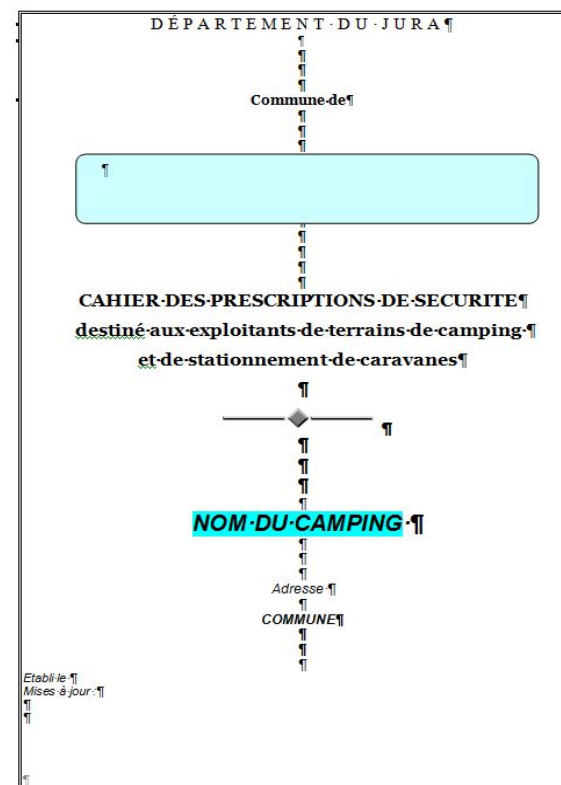 DÉPARTEMENT·DU·JURA¶
¶
¶
¶
¶
Commune·de¶
¶
¶
¶
¶
¶
¶
¶
¶
¶
CAHIER·DES·PRESCRIPTIONS·DE·SECURITE¶
destiné·aux·exploitants·de·terrains·de·camping·¶
et·de·stationnement·de·caravanes¶
¶
¶
¶
¶
¶
¶
NOM·DU·CAMPING·¶
¶
¶
¶
Adresse·¶
¶
COMMUNE¶
¶
¶
¶
Etabli·le·¶
Mises·à·jour·:¶
¶
¶
¶